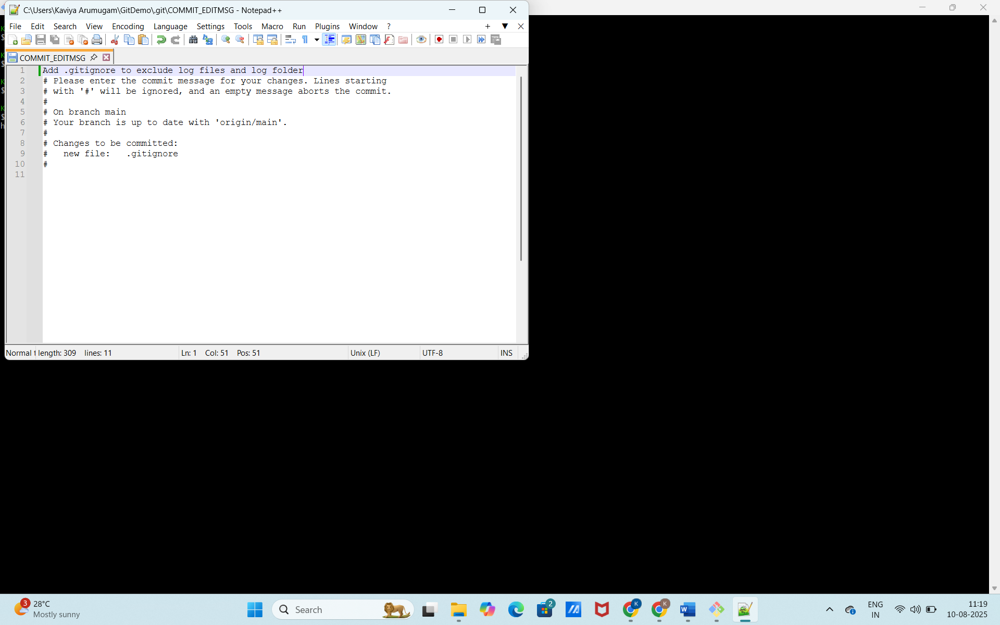 C:\Users\Kaviya Arumugam\GitDemo\.git\COMMIT_EDITMSG - Notepad++
File Edit Search View Encoding Language Settings Tools Macro Run Plugins Window ?
COMMIT_EDITMSG
1 Add .gitignore to exclude log files and log folder
2 # Please enter the commit message for your changes. Lines starting
3 # with '#' will be ignored, and an empty message aborts the commit.
4 #
5 # On branch main
6 # Your branch is up to date with 'origin/main'.
7 #
8 # Changes to be committed:
9 #   new file:   .gitignore
10 #
11
Normal t length: 309 lines: 11 Ln: 1 Col: 51 Pos: 51 Unix (LF) UTF-8 INS
K
$
K
$
K
$
K
$
h
3 28°C
Mostly sunny
Search
2
K
K
ENG
IN
11:19
10-08-2025